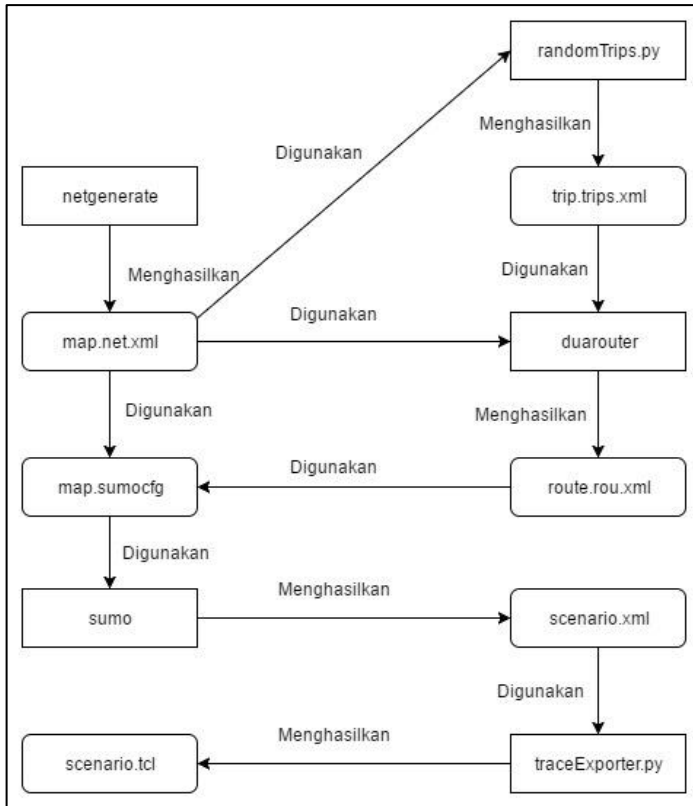 randomTrips.py
Menghasilkan
Digunakan
netgenerate
trip.trips.xml
Menghasilkan
Digunakan
map.net.xml
Digunakan
duarouter
Digunakan
Menghasilkan
map.sumocfg
Digunakan
route.rou.xml
Digunakan
sumo
Menghasilkan
scenario.xml
Digunakan
scenario.tcl
Menghasilkan
traceExporter.py